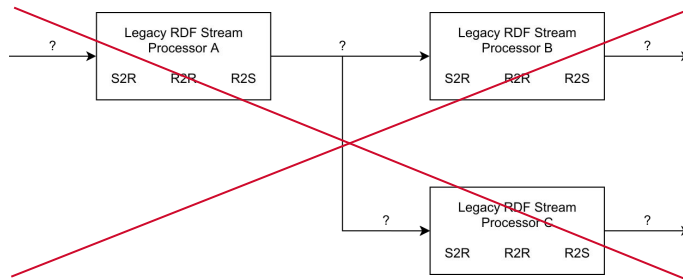 ?
Legacy RDF Stream
Processor A
S2R R2R R2S
?
Legacy RDF Stream
Processor B
S2R R2R R2S
?
?
Legacy RDF Stream
Processor C
S2R R2R R2S
?